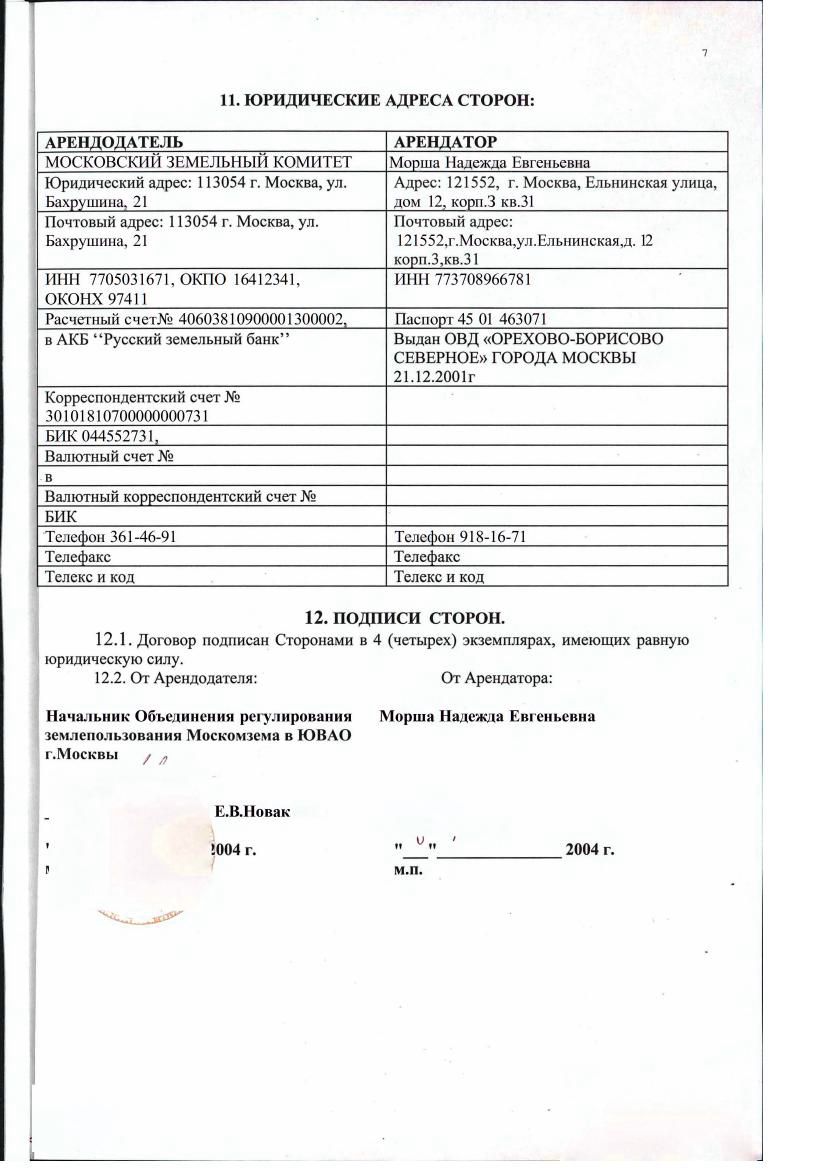 7
11. ЮРИДИЧЕСКИЕ АДРЕСА СТОРОН:
АРЕНДОДАТЕЛЬ
АРЕНДАТОР
МОСКОВСКИЙ ЗЕМЕЛЬНЫЙ КОМИТЕТ
Морша Надежда Евгеньевна
Юридический адрес: 113054 г. Москва, ул.
Бахрушина, 21
Адрес: 121552, г. Москва, Ельнинская улица,
дом 12, корп.3 кв.31
Почтовый адрес: 113054 г. Москва, ул.
Бахрушина, 21
Почтовый адрес:
121552,г.Москва,ул.Ельнинская,д. 12
корп.3,кв.31
ИНН 7705031671, ОКПО 16412341,
ОКОНХ 97411
ИНН 773708966781
Расчетный счет№ 40603810900001300002,
Паспорт 45 01 463071
в АКБ ‘‘Русский земельный банк’’
Выдан ОВД «ОРЕХОВО-БОРИСОВО
СЕВЕРНОЕ» ГОРОДА МОСКВЫ
21.12.2001г
Корреспондентский счет №
30101810700000000731
БИК 044552731,
Валютный счет №
в
Валютный корреспондентский счет №
БИК
Телефон 361-46-91
Телефон 918-16-71
Телефакс
Телефакс
Телекс и код
Телекс и код
12. ПОДПИСИ СТОРОН.
12.1. Договор подписан Сторонами в 4 (четырех) экземплярах, имеющих равную
юридическую силу.
12.2. От Арендодателя:
От Арендатора:
Начальник Объединения регулирования
землепользования Москомзема в ЮВАО
г.Москвы
Морша Надежда Евгеньевна
Е.В.Новак
2004 г.
"___"________________ 2004 г.
м.п.